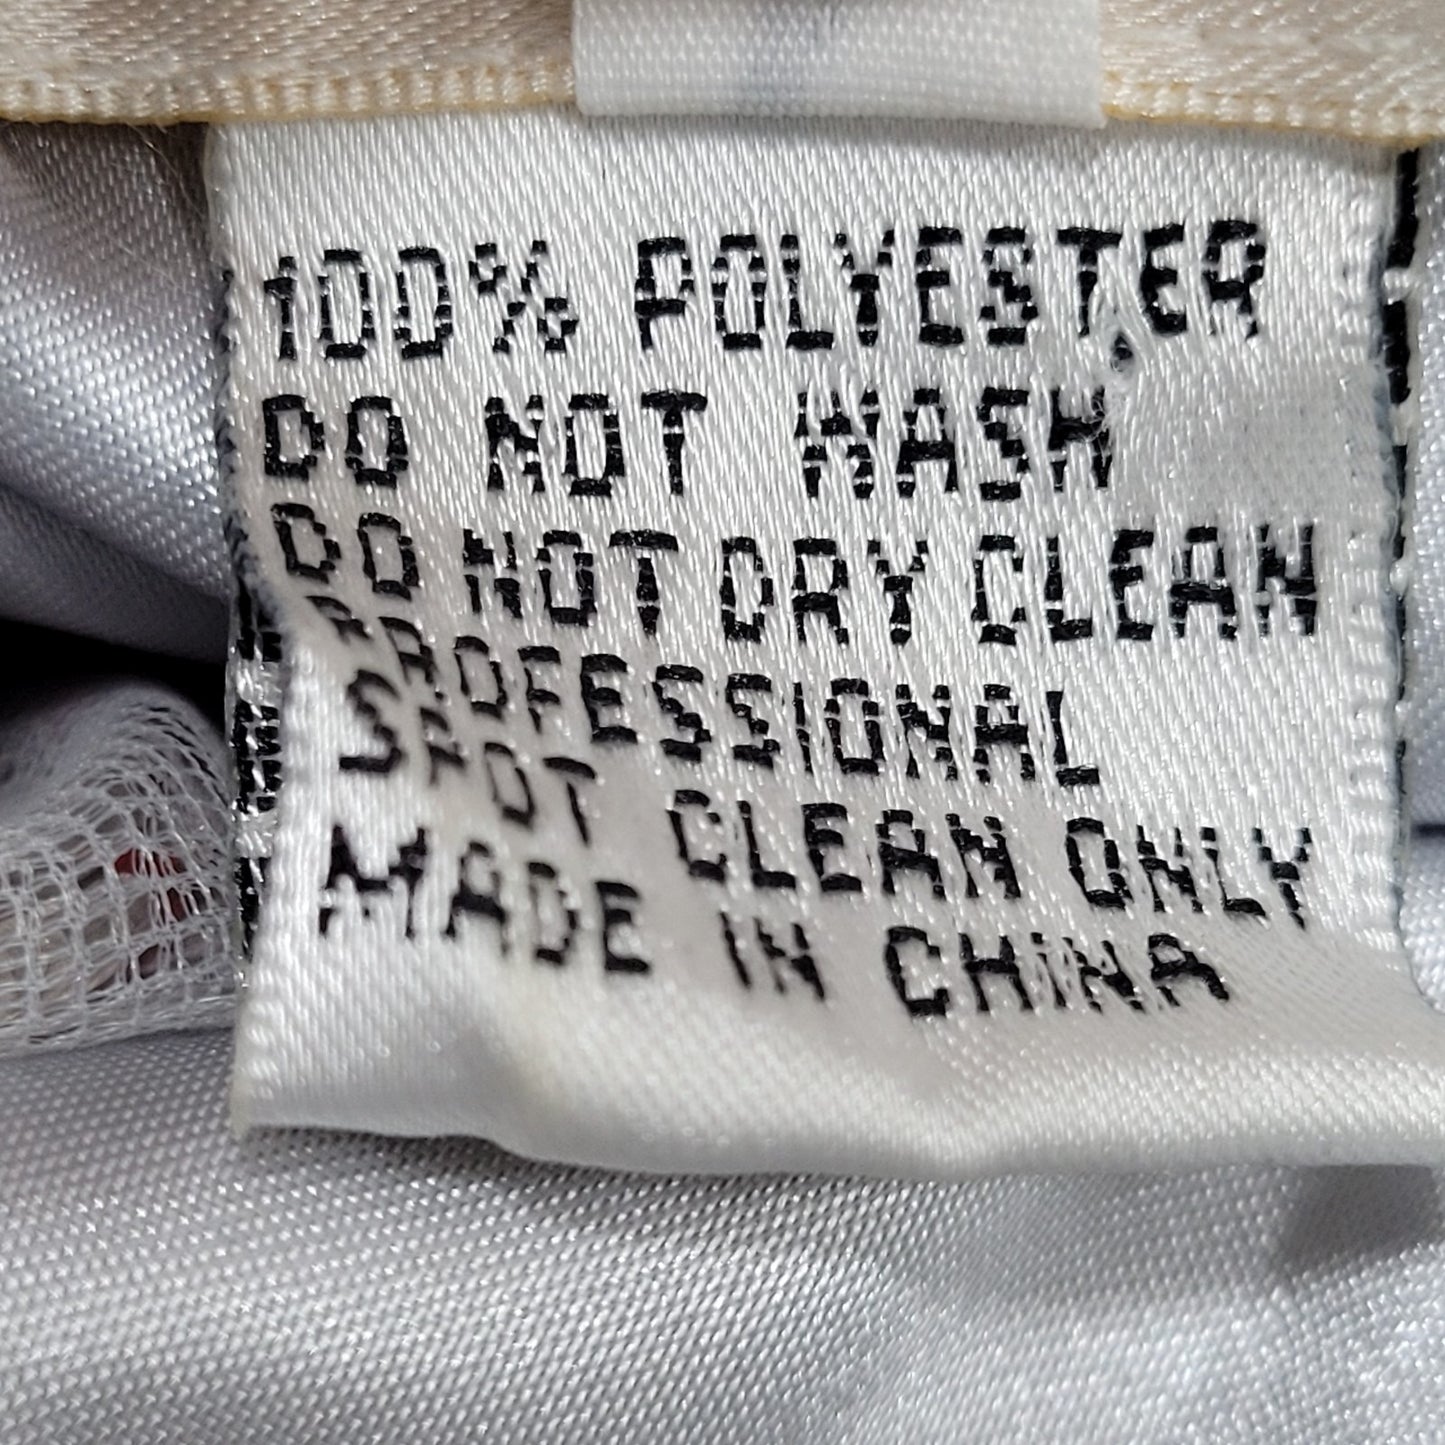 100% POLYESTER
DO NOT WASH
DO NOT DRY CLEAN
PROFESSIONAL
SPOT CLEAN ONLY
MADE IN CHINA